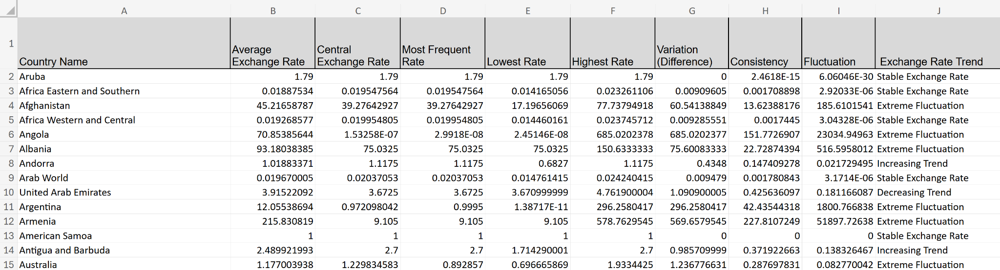 A B C D E F G H I J
1 Country Name Average Exchange Rate Central Exchange Rate Most Frequent Rate Lowest Rate Highest Rate Variation (Difference) Consistency Fluctuation Exchange Rate Trend
2 Aruba 1.79 1.79 1.79 1.79 1.79 0 2.4618E-15 6.06046E-30 Stable Exchange Rate
3 Africa Eastern and Southern 0.01887534 0.019547564 0.019547564 0.014165056 0.023261106 0.00909605 0.001708898 2.92033E-06 Stable Exchange Rate
4 Afghanistan 45.21658787 39.27642927 39.27642927 17.19656069 77.73794918 60.54138849 13.62388176 185.6101541 Extreme Fluctuation
5 Africa Western and Central 0.019268577 0.019954805 0.019954805 0.014460161 0.023745712 0.009285551 0.0017445 3.04328E-06 Stable Exchange Rate
6 Angola 70.85385644 1.53258E-07 2.9918E-08 2.45146E-08 685.0202378 685.0202377 151.7726907 23034.94963 Extreme Fluctuation
7 Albania 93.18038385 75.0325 75.0325 75.0325 150.6333333 75.60083333 22.72874394 516.5958012 Extreme Fluctuation
8 Andorra 1.01883371 1.1175 1.1175 0.6827 1.1175 0.4348 0.147409278 0.021729495 Increasing Trend
9 Arab World 0.019670005 0.02037053 0.02037053 0.014761415 0.024240415 0.009479 0.001780843 3.1714E-06 Stable Exchange Rate
10 United Arab Emirates 3.91522092 3.6725 3.6725 3.670999999 4.761900004 1.090900005 0.425636097 0.181166087 Decreasing Trend
11 Argentina 12.05538694 0.972098042 0.9995 1.38717E-11 296.2580417 296.2580417 42.43544318 1800.766838 Extreme Fluctuation
12 Armenia 215.830819 9.105 9.105 9.105 578.7629545 569.6579545 227.8107249 51897.72638 Extreme Fluctuation
13 American Samoa 1 1 1 1 1 0 0 0 Stable Exchange Rate
14 Antigua and Barbuda 2.489921993 2.7 2.7 1.714290001 2.7 0.985709999 0.371922663 0.138326467 Increasing Trend
15 Australia 1.177003938 1.229834583 0.892857 0.696665869 1.9334425 1.236776631 0.287697831 0.082770042 Extreme Fluctuation